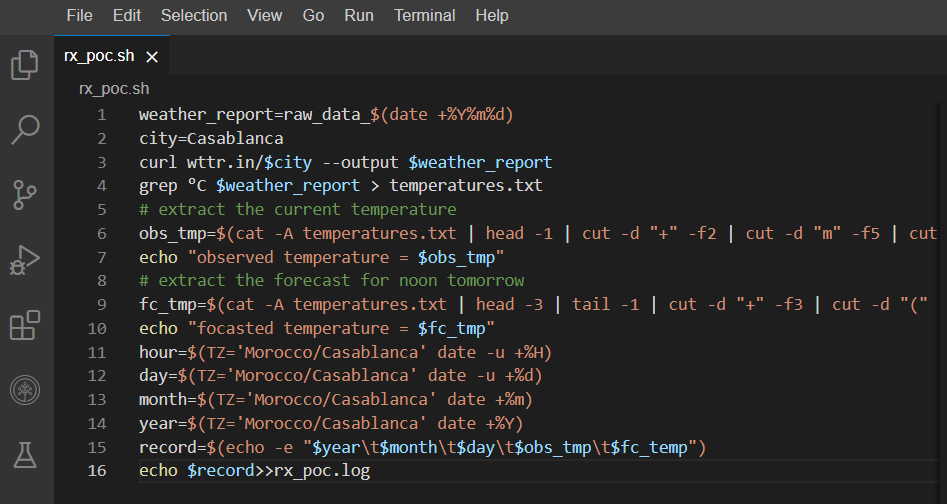 File Edit Selection View Go Run Terminal Help
rx_poc.sh
rx_poc.sh
1 weather_report=raw_data_$(date +%Y%m%d)
2 city=Casablanca
3 curl wttr.in/$city --output $weather_report
4 grep °C $weather_report > temperatures.txt
5 # extract the current temperature
6 obs_tmp=$(cat -A temperatures.txt | head -1 | cut -d "+" -f2 | cut -d "m" -f5 | cut
7 echo "observed temperature = $obs_tmp"
8 # extract the forecast for noon tomorrow
9 fc_tmp=$(cat -A temperatures.txt | head -3 | tail -1 | cut -d "+" -f3 | cut -d "("
10 echo "focasted temperature = $fc_tmp"
11 hour=$(TZ='Morocco/Casablanca' date -u +%H)
12 day=$(TZ='Morocco/Casablanca' date -u +%d)
13 month=$(TZ='Morocco/Casablanca' date +%m)
14 year=$(TZ='Morocco/Casablanca' date +%Y)
15 record=$(echo -e "$year\t$month\t$day\t$obs_tmp\t$fc_temp")
16 echo $record>>rx_poc.log